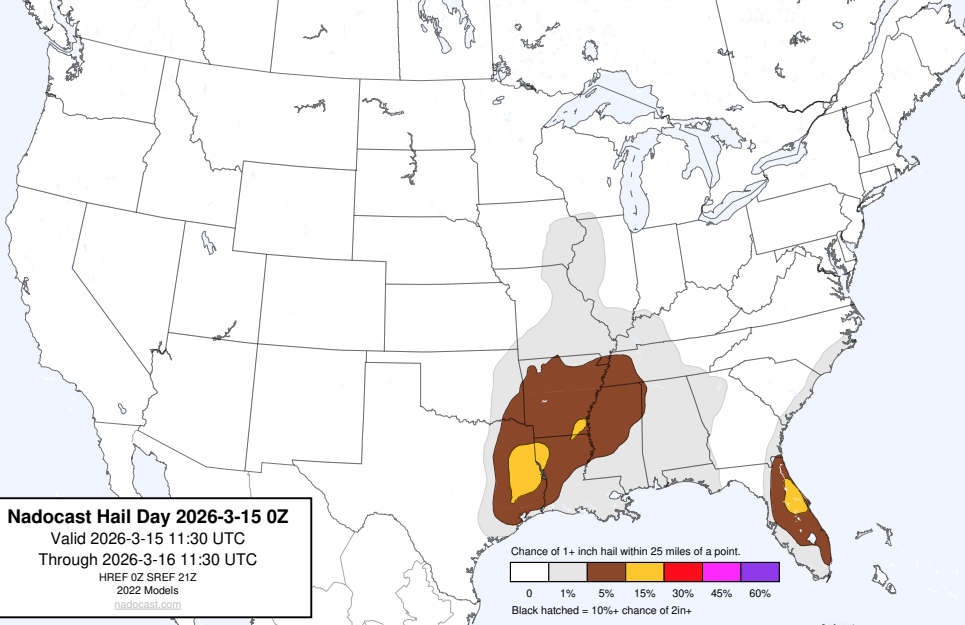 Nadocast Hail Day 2026-3-15 0Z
Valid 2026-3-15 11:30 UTC
Through 2026-3-16 11:30 UTC
HREF 0Z SREF 21Z
2022 Models
nadocast.com
Chance of 1+ inch hail within 25 miles of a point.
0 1% 5% 15% 30% 45% 60%
Black hatched = 10%+ chance of 2in+